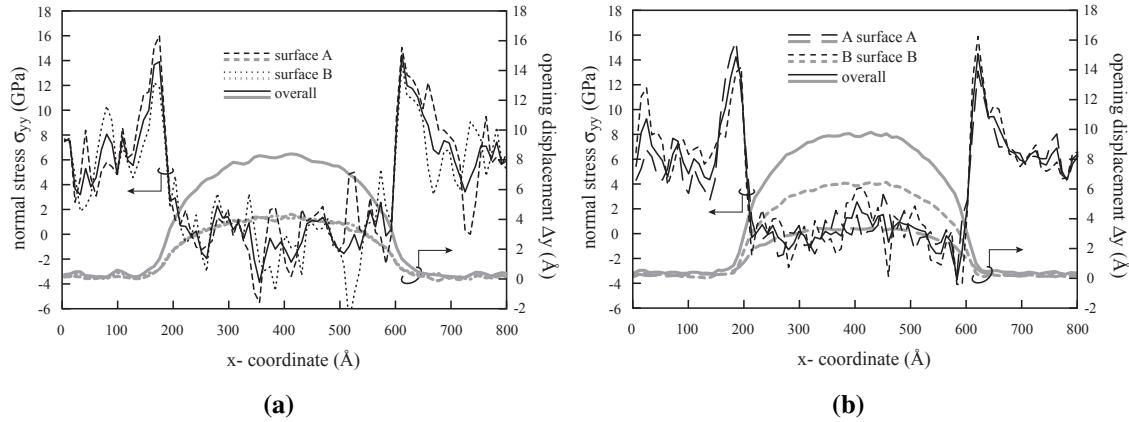 (a)
surface A
surface B
overall
normal stress σyy (GPa)
18
16
14
12
10
8
6
4
2
0
-2
-4
-6
opening displacement Δy (Å)
18
16
14
12
10
8
6
4
2
0
-2
0 100 200 300 400 500 600 700 800
x- coordinate (Å)
(a)
(b)
A surface A
B surface B
overall
normal stress σyy (GPa)
18
16
14
12
10
8
6
4
2
0
-2
-4
-6
opening displacement Δy (Å)
18
16
14
12
10
8
6
4
2
0
-2
0 100 200 300 400 500 600 700 800
x- coordinate (Å)
(b)